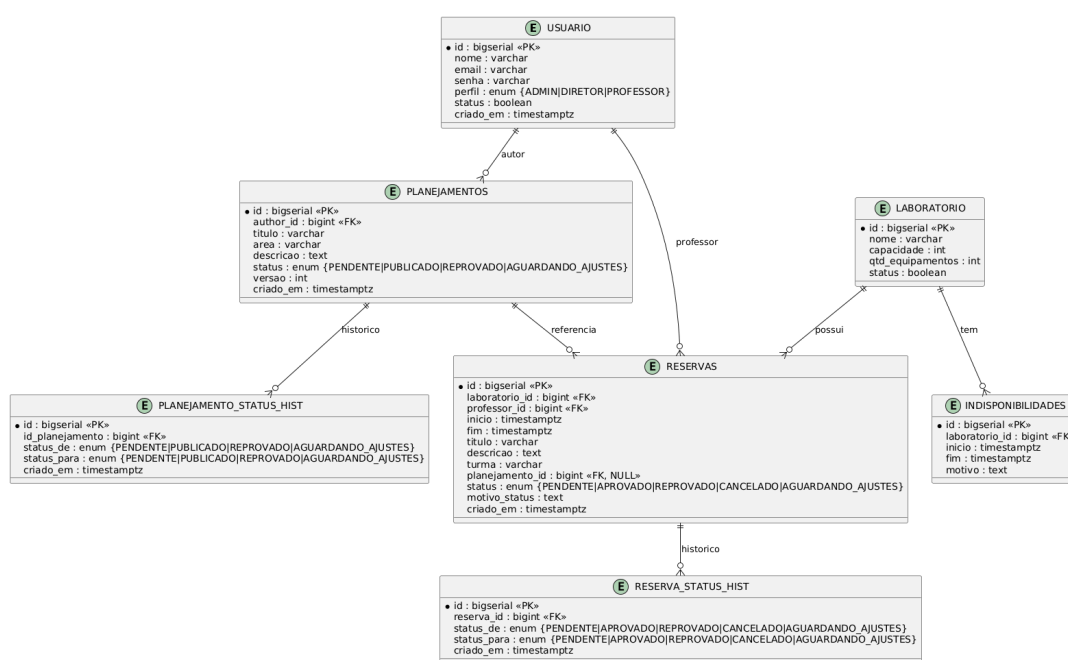 E USUARIO
id : bigserial «PK»
nome : varchar
email : varchar
senha : varchar
perfil : enum {ADMIN|DIRETOR|PROFESSOR}
status : boolean
criado_em : timestamptz
autor
professor
E PLANEJAMENTOS
id : bigserial «PK»
author_id : bigint «FK»
titulo : varchar
area : varchar
descricao : text
status : enum {PENDENTE|PUBLICADO|REPROVADO|AGUARDANDO_AJUSTES}
versao : int
criado_em : timestamptz
E LABORATORIO
id : bigserial «PK»
nome : varchar
capacidade : int
qtd_equipamentos : int
status : boolean
historico
referencia
possui
tem
E PLANEJAMENTO_STATUS_HIST
id : bigserial «PK»
id_planejamento : bigint «FK»
status_de : enum {PENDENTE|PUBLICADO|REPROVADO|AGUARDANDO_AJUSTES}
status_para : enum {PENDENTE|PUBLICADO|REPROVADO|AGUARDANDO_AJUSTES}
criado_em : timestamptz
E RESERVAS
id : bigserial «PK»
laboratorio_id : bigint «FK»
professor_id : bigint «FK»
inicio : timestamptz
fim : timestamptz
titulo : varchar
descricao : text
turma : varchar
planejamento_id : bigint «FK, NULL»
status : enum {PENDENTE|APROVADO|REPROVADO|CANCELADO|AGUARDANDO_AJUSTES}
motivo_status : text
criado_em : timestamptz
E INDISPONIBILIDADES
id : bigserial «PK»
laboratorio_id : bigint «FK
inicio : timestamptz
fim : timestamptz
motivo : text
historico
E RESERVA_STATUS_HIST
id : bigserial «PK»
reserva_id : bigint «FK»
status_de : enum {PENDENTE|APROVADO|REPROVADO|CANCELADO|AGUARDANDO_AJUSTES}
status_para : enum {PENDENTE|APROVADO|REPROVADO|CANCELADO|AGUARDANDO_AJUSTES}
criado_em : timestamptz